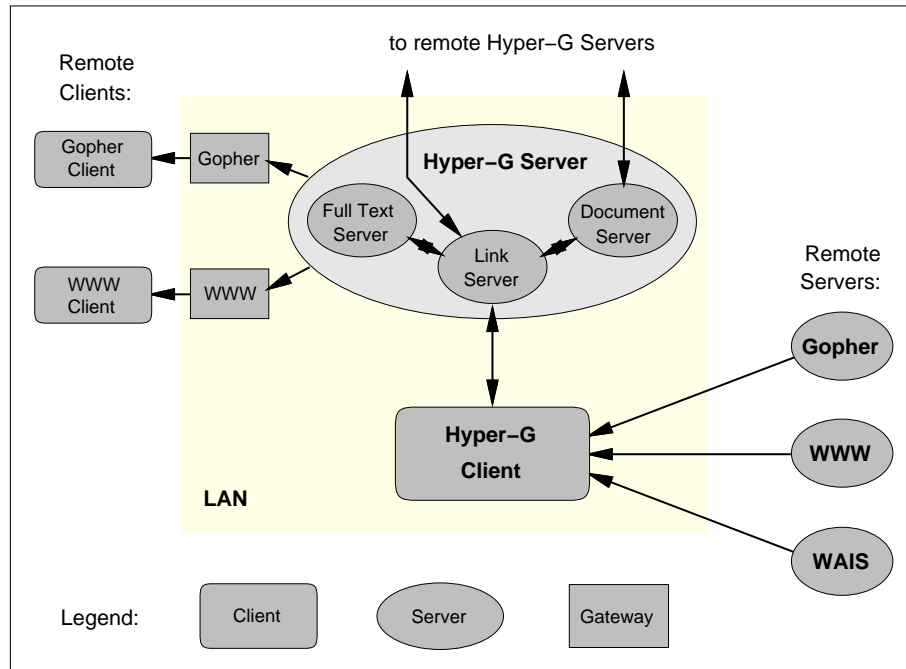 to remote Hyper−G Servers
Remote
Clients:
Gopher
Client
Gopher
Hyper−G Server
Full Text
Server
Document
Server
Link
Server
WWW
Client
WWW
Remote
Servers:
Gopher
Hyper−G
Client
WWW
LAN
WAIS
Legend:
Client
Server
Gateway